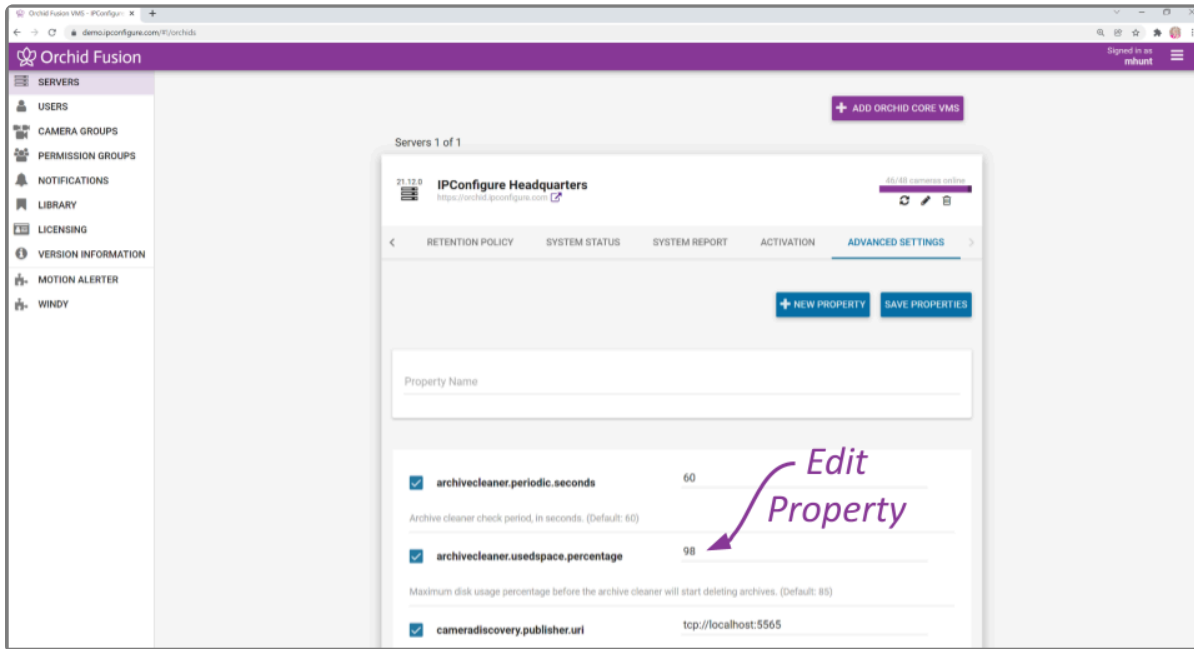 Orchid Fusion VMS - IPConfigur
demo.ipconfigure.com/#!/orchids
Orchid Fusion
Signed in as
mhunt
SERVERS
USERS
CAMERA GROUPS
PERMISSION GROUPS
NOTIFICATIONS
LIBRARY
LICENSING
VERSION INFORMATION
MOTION ALERTER
WINDY
ADD ORCHID CORE VMS
Servers 1 of 1
21.12.0
IPConfigure Headquarters
https://orchid.ipconfigure.com
46/48 cameras online
RETENTION POLICY SYSTEM STATUS SYSTEM REPORT ACTIVATION ADVANCED SETTINGS
NEW PROPERTY SAVE PROPERTIES
Property Name
archivecleaner.periodic.seconds 60
Archive cleaner check period, in seconds. (Default: 60)
Edit
Property
archivecleaner.usedspace.percentage 98
Maximum disk usage percentage before the archive cleaner will start deleting archives. (Default: 85)
cameradiscovery.publisher.uri tcp://localhost:5565